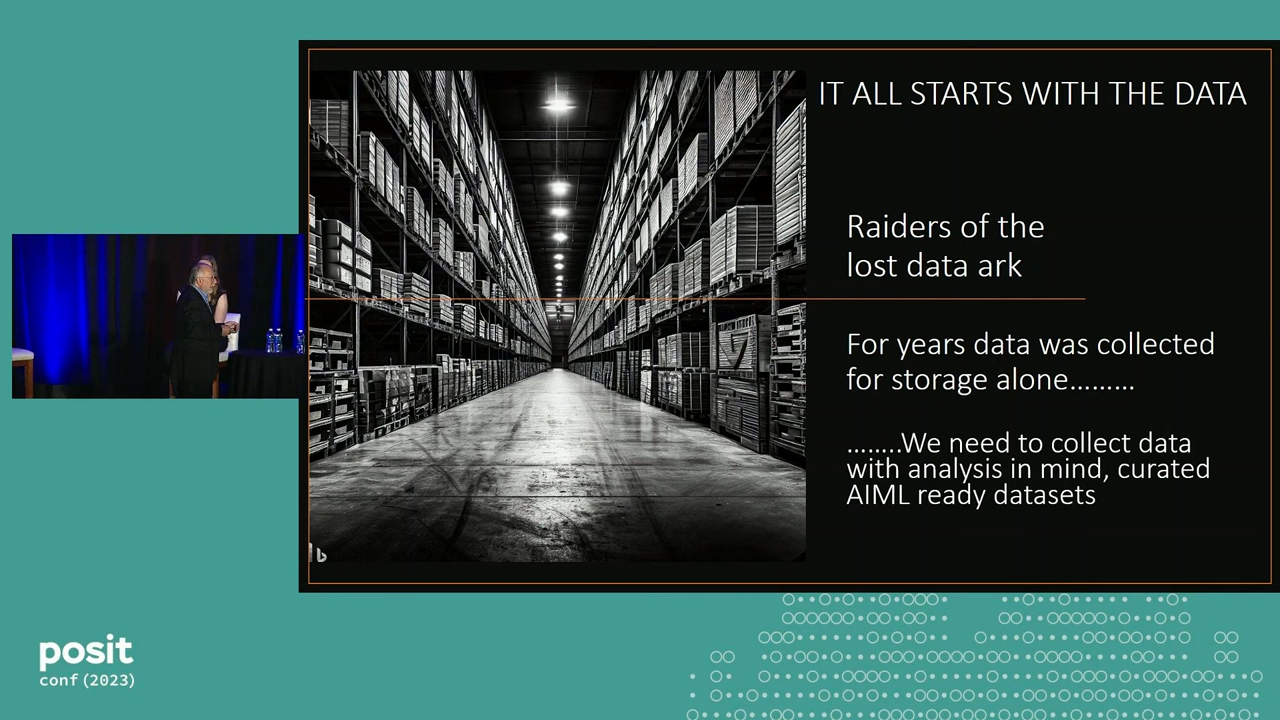 IT ALL STARTS WITH THE DATA
Raiders of the
lost data ark
For years data was collected
for storage alone.........
........We need to collect data
with analysis in mind, curated
AIML ready datasets
posit
conf(2023)